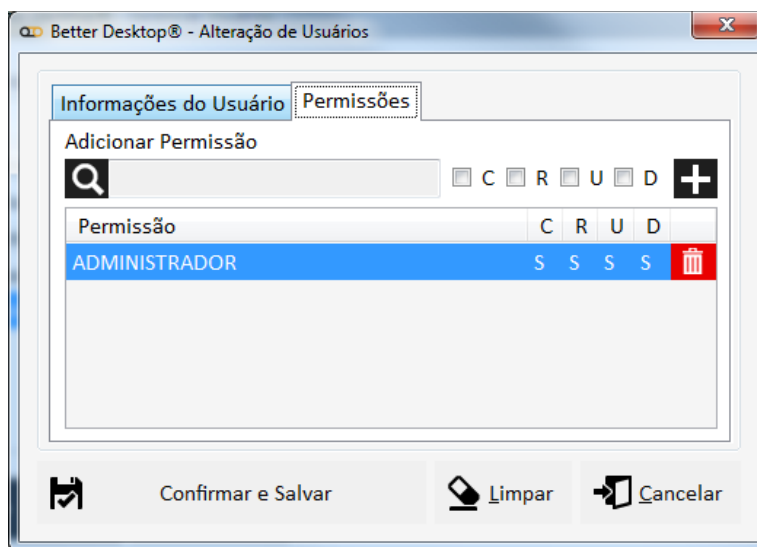 Better Desktop® - Alteração de Usuários
Informações do Usuário Permissões
Adicionar Permissão
C R U D
Permissão C R U D
ADMINISTRADOR S S S S
Confirmar e Salvar Limpar Cancelar